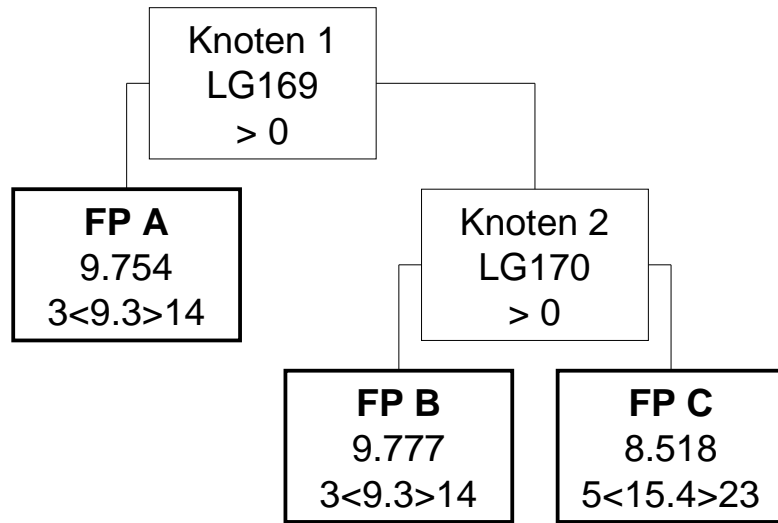 Knoten 1
LG169
> 0
FP A
9.754
3<9.3>14
Knoten 2
LG170
> 0
FP B
9.777
3<9.3>14
FP C
8.518
5<15.4>23